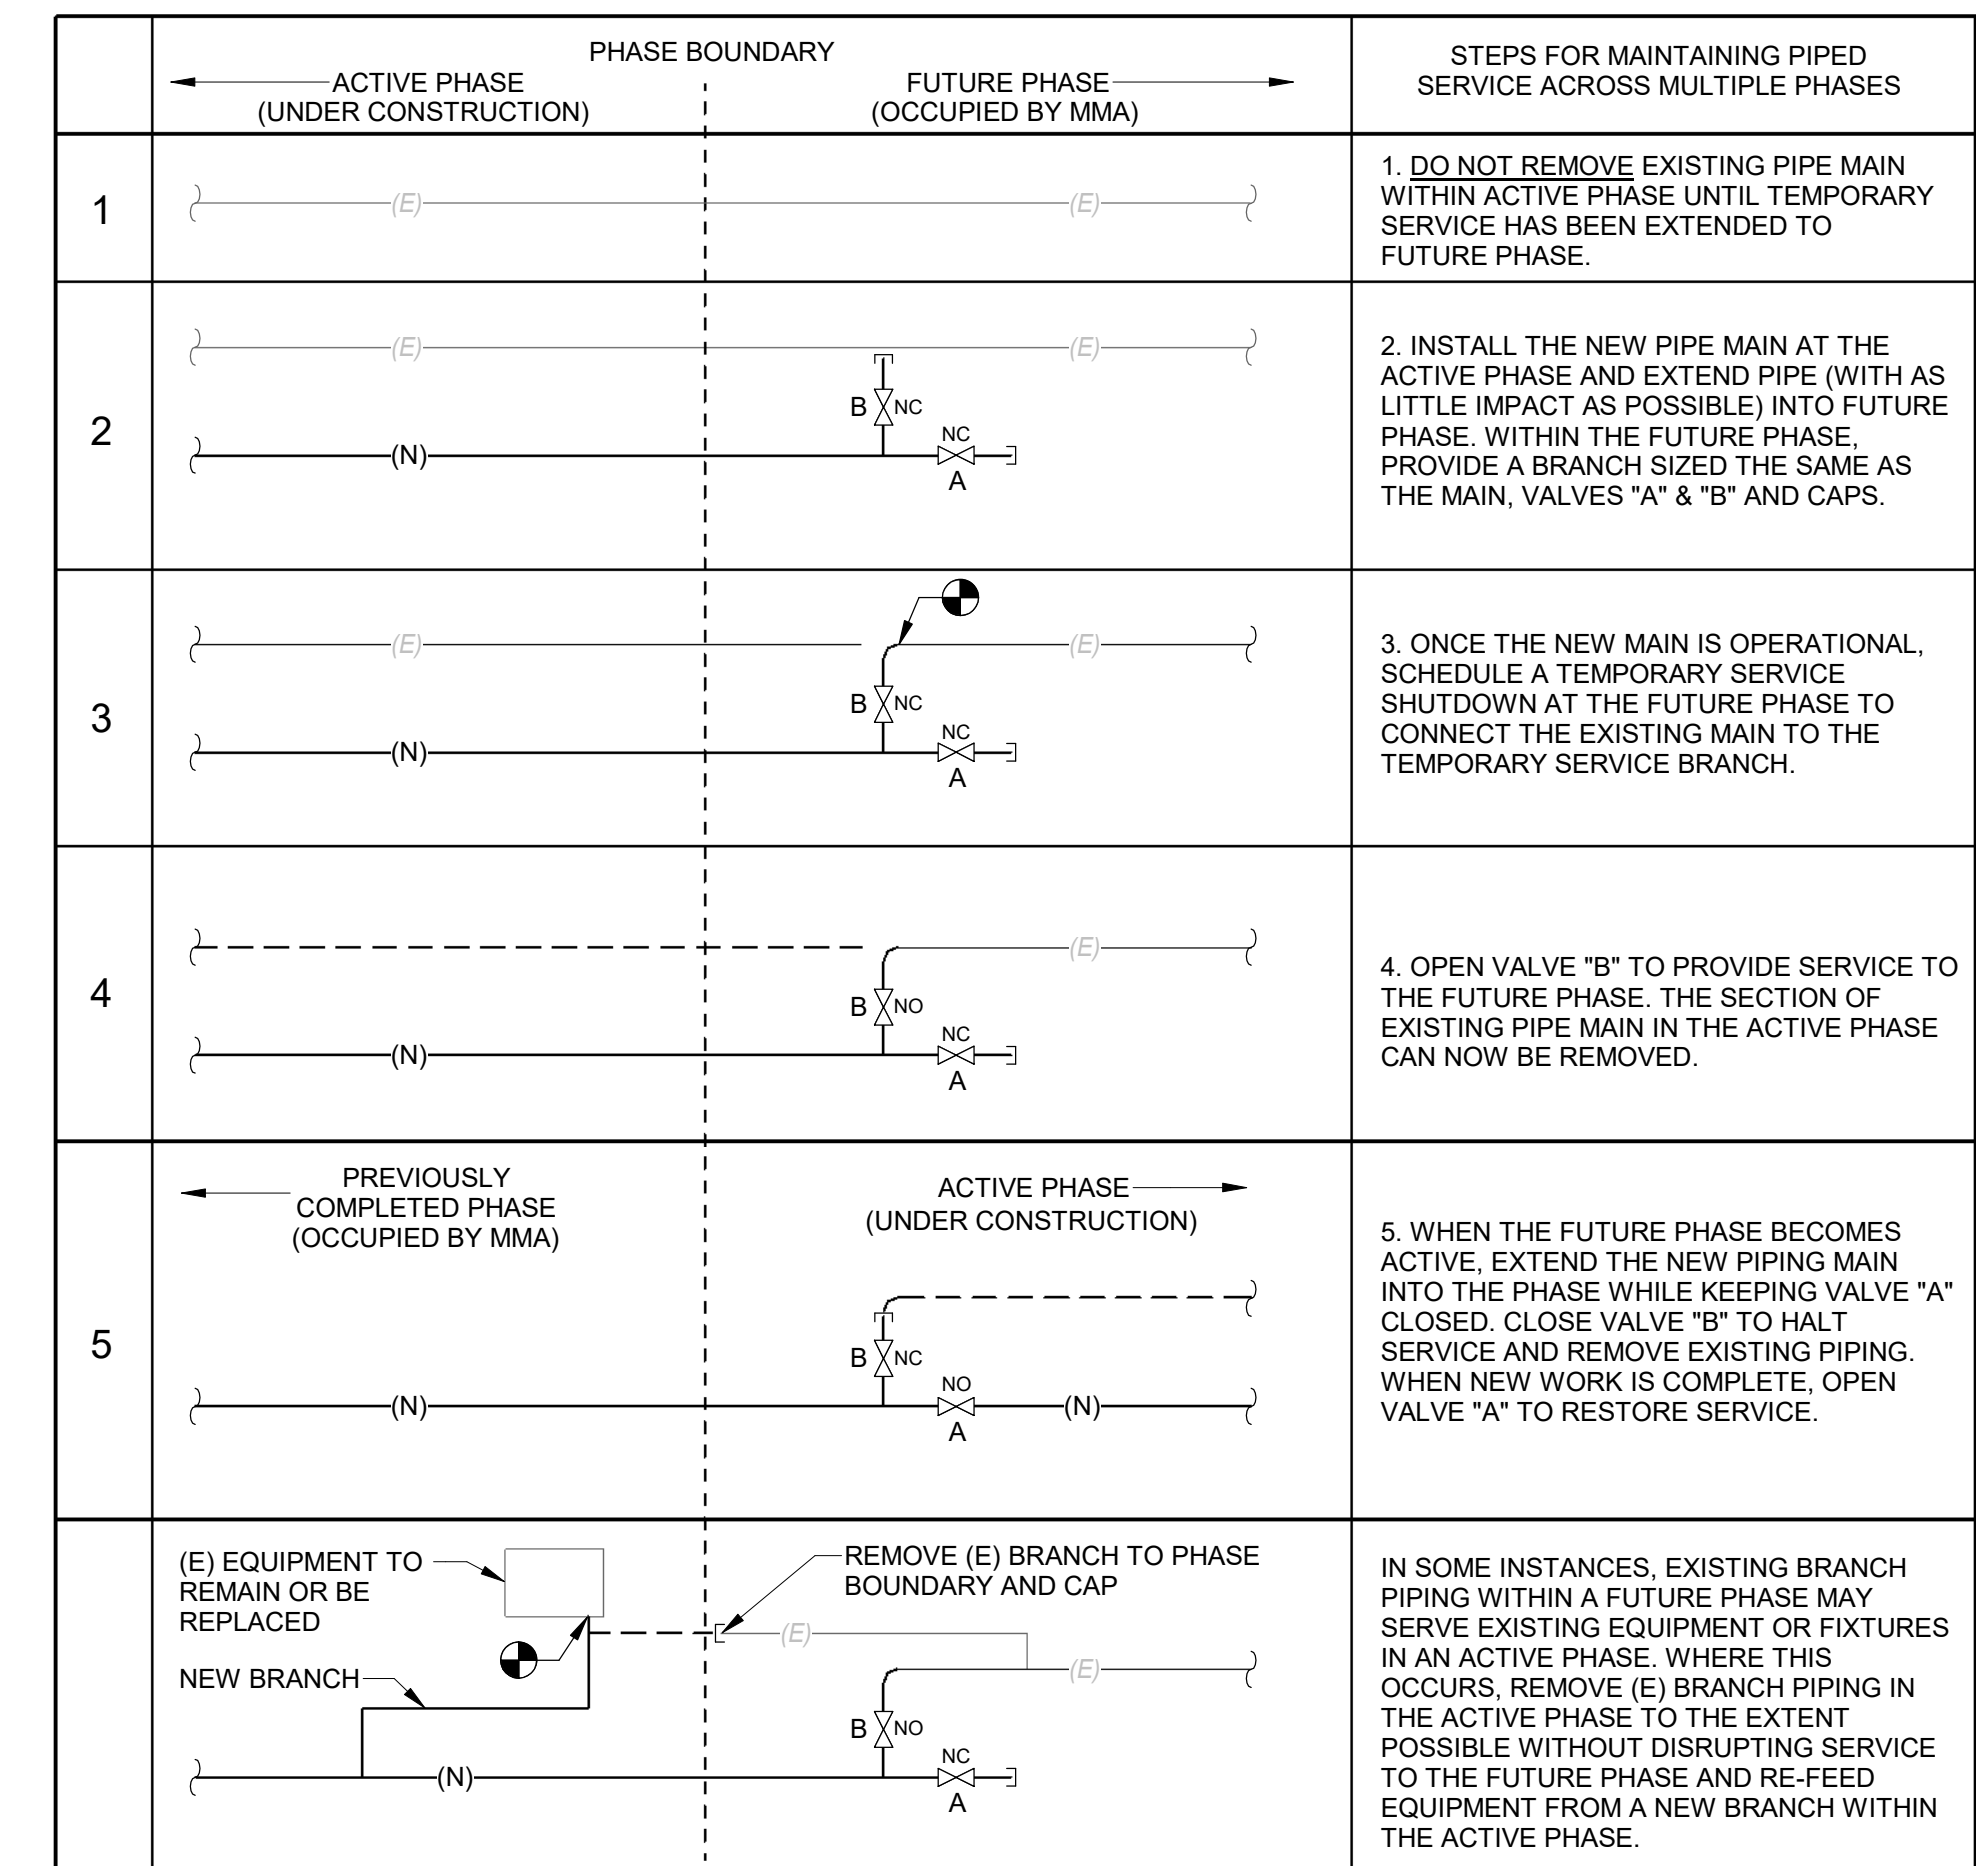 PHASE BOUNDARY
ACTIVE PHASE
(UNDER CONSTRUCTION)
FUTURE PHASE
(OCCUPIED BY MMA)
STEPS FOR MAINTAINING PIPED
SERVICE ACROSS MULTIPLE PHASES
1
(E)
(E)
1. DO NOT REMOVE EXISTING PIPE MAIN
WITHIN ACTIVE PHASE UNTIL TEMPORARY
SERVICE HAS BEEN EXTENDED TO
FUTURE PHASE.
2
(E)
(E)
B
NC
NC
(N)
A
2. INSTALL THE NEW PIPE MAIN AT THE
ACTIVE PHASE AND EXTEND PIPE (WITH AS
LITTLE IMPACT AS POSSIBLE) INTO FUTURE
PHASE. WITHIN THE FUTURE PHASE,
PROVIDE A BRANCH SIZED THE SAME AS
THE MAIN, VALVES "A" & "B" AND CAPS.
3
(E)
(E)
B
NC
NC
(N)
A
3. ONCE THE NEW MAIN IS OPERATIONAL,
SCHEDULE A TEMPORARY SERVICE
SHUTDOWN AT THE FUTURE PHASE TO
CONNECT THE EXISTING MAIN TO THE
TEMPORARY SERVICE BRANCH.
4
(E)
B
NO
NC
(N)
A
4. OPEN VALVE "B" TO PROVIDE SERVICE TO
THE FUTURE PHASE. THE SECTION OF
EXISTING PIPE MAIN IN THE ACTIVE PHASE
CAN NOW BE REMOVED.
5
PREVIOUSLY
COMPLETED PHASE
(OCCUPIED BY MMA)
ACTIVE PHASE
(UNDER CONSTRUCTION)
B
NC
NO
(N)
(N)
A
5. WHEN THE FUTURE PHASE BECOMES
ACTIVE, EXTEND THE NEW PIPING MAIN
INTO THE PHASE WHILE KEEPING VALVE "A"
CLOSED. CLOSE VALVE "B" TO HALT
SERVICE AND REMOVE EXISTING PIPING.
WHEN NEW WORK IS COMPLETE, OPEN
VALVE "A" TO RESTORE SERVICE.
(E) EQUIPMENT TO
REMAIN OR BE
REPLACED
NEW BRANCH
REMOVE (E) BRANCH TO PHASE
BOUNDARY AND CAP
(E)
(E)
B
NO
NC
(N)
A
IN SOME INSTANCES, EXISTING BRANCH
PIPING WITHIN A FUTURE PHASE MAY
SERVE EXISTING EQUIPMENT OR FIXTURES
IN AN ACTIVE PHASE. WHERE THIS
OCCURS, REMOVE (E) BRANCH PIPING IN
THE ACTIVE PHASE TO THE EXTENT
POSSIBLE WITHOUT DISRUPTING SERVICE
TO THE FUTURE PHASE AND RE-FEED
EQUIPMENT FROM A NEW BRANCH WITHIN
THE ACTIVE PHASE.